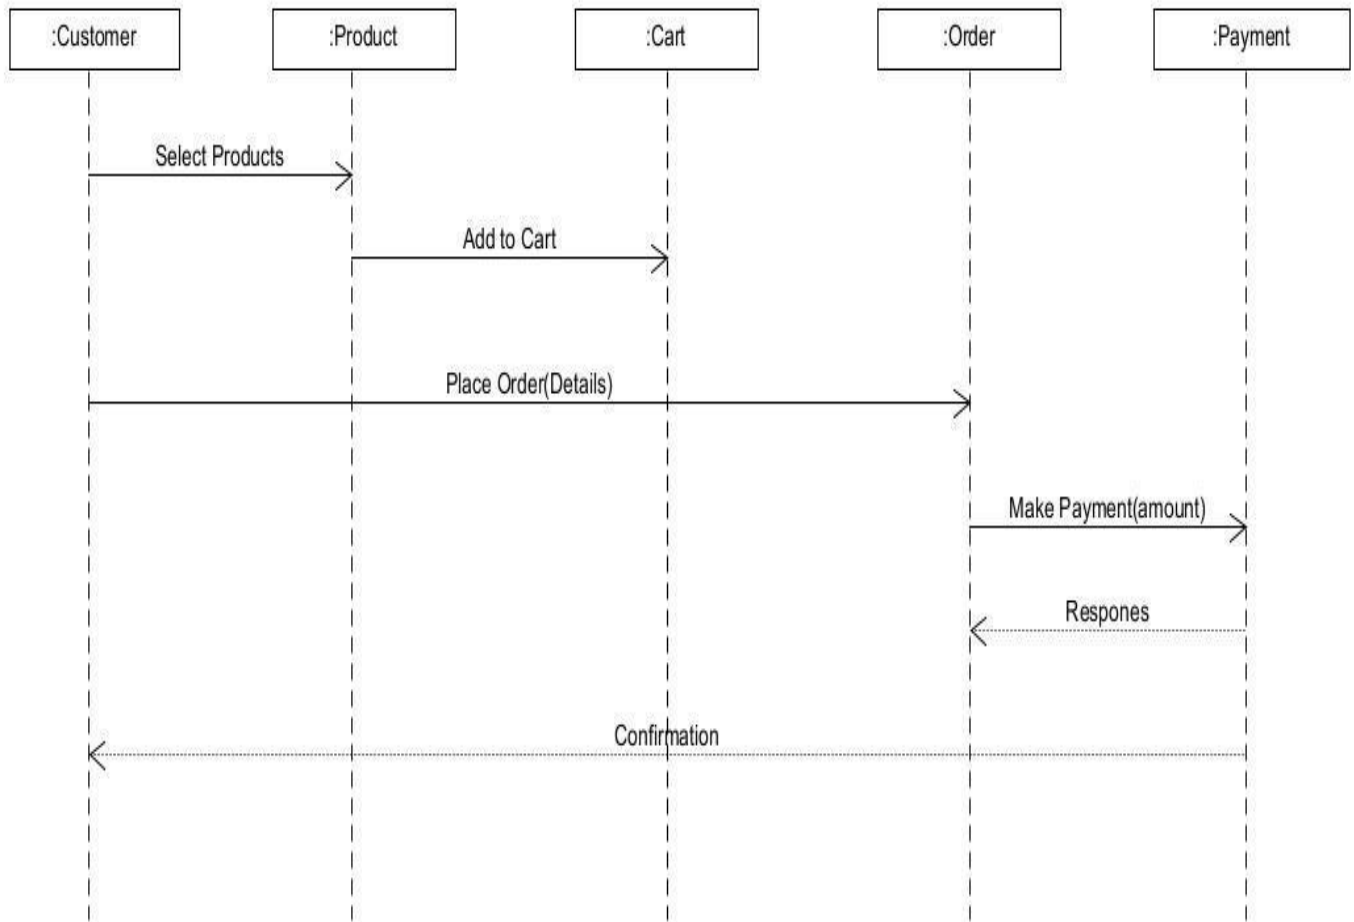 :Customer
:Product
:Cart
:Order
:Payment
Select Products
Add to Cart
Place Order(Details)
Make Payment(amount)
Respones
Confirmation